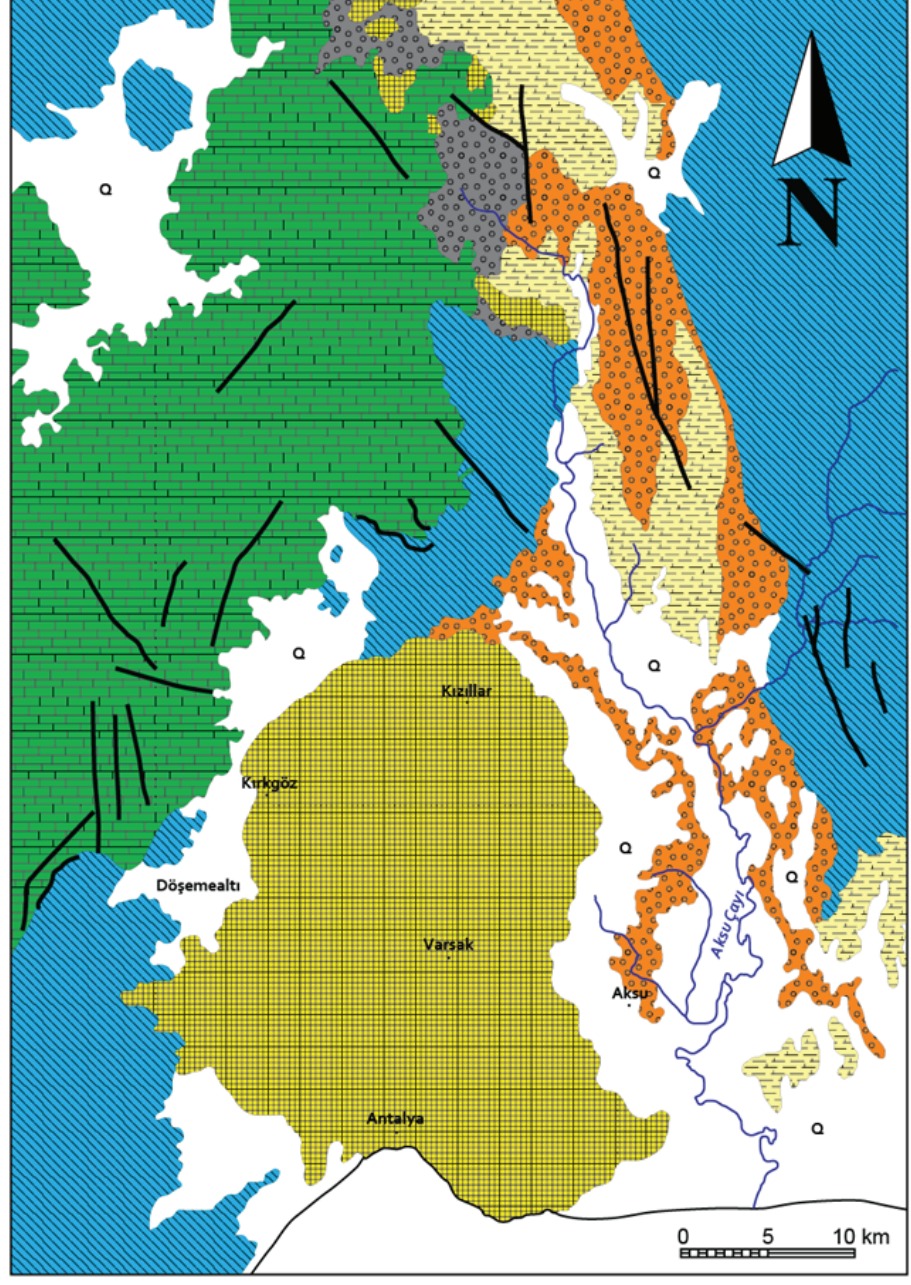 Q
Q
N
Q
Q
Kızıllar
Kırkgöz
Q
Q
Döşemealtı
Aksu Çayı
Varsak
Aksu
Antalya
Q
0 5 10 km